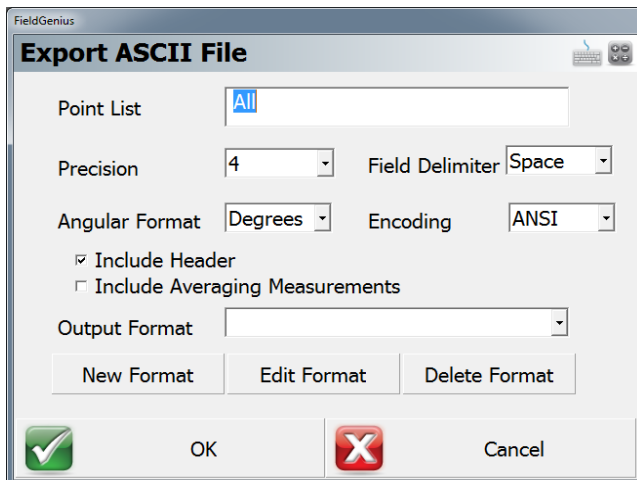 FieldGenius
Export ASCII File
Point List All
Precision 4 Field Delimiter Space
Angular Format Degrees Encoding ANSI
Include Header
Include Averaging Measurements
Output Format
New Format Edit Format Delete Format
OK Cancel